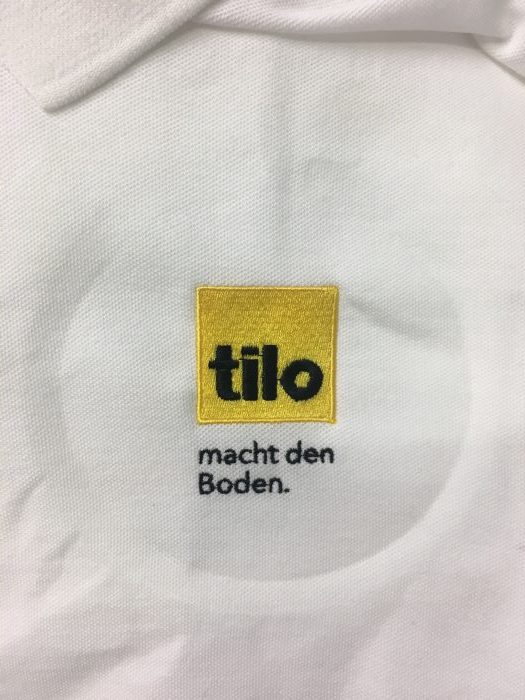 tilo
macht den
Boden.